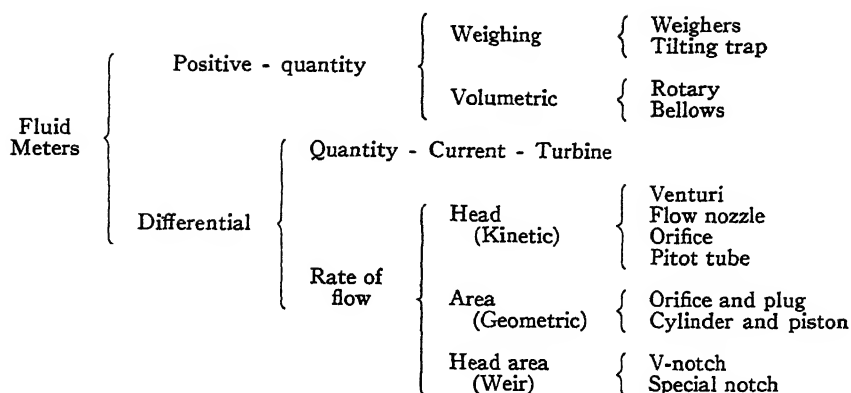 Fluid
Meters
Positive - quantity
Weighing
Weighers
Tilting trap
Volumetric
Rotary
Bellows
Differential
Quantity - Current - Turbine
Rate of
flow
Head
(Kinetic)
Venturi
Flow nozzle
Orifice
Pitot tube
Area
(Geometric)
Orifice and plug
Cylinder and piston
Head area
(Weir)
V-notch
Special notch